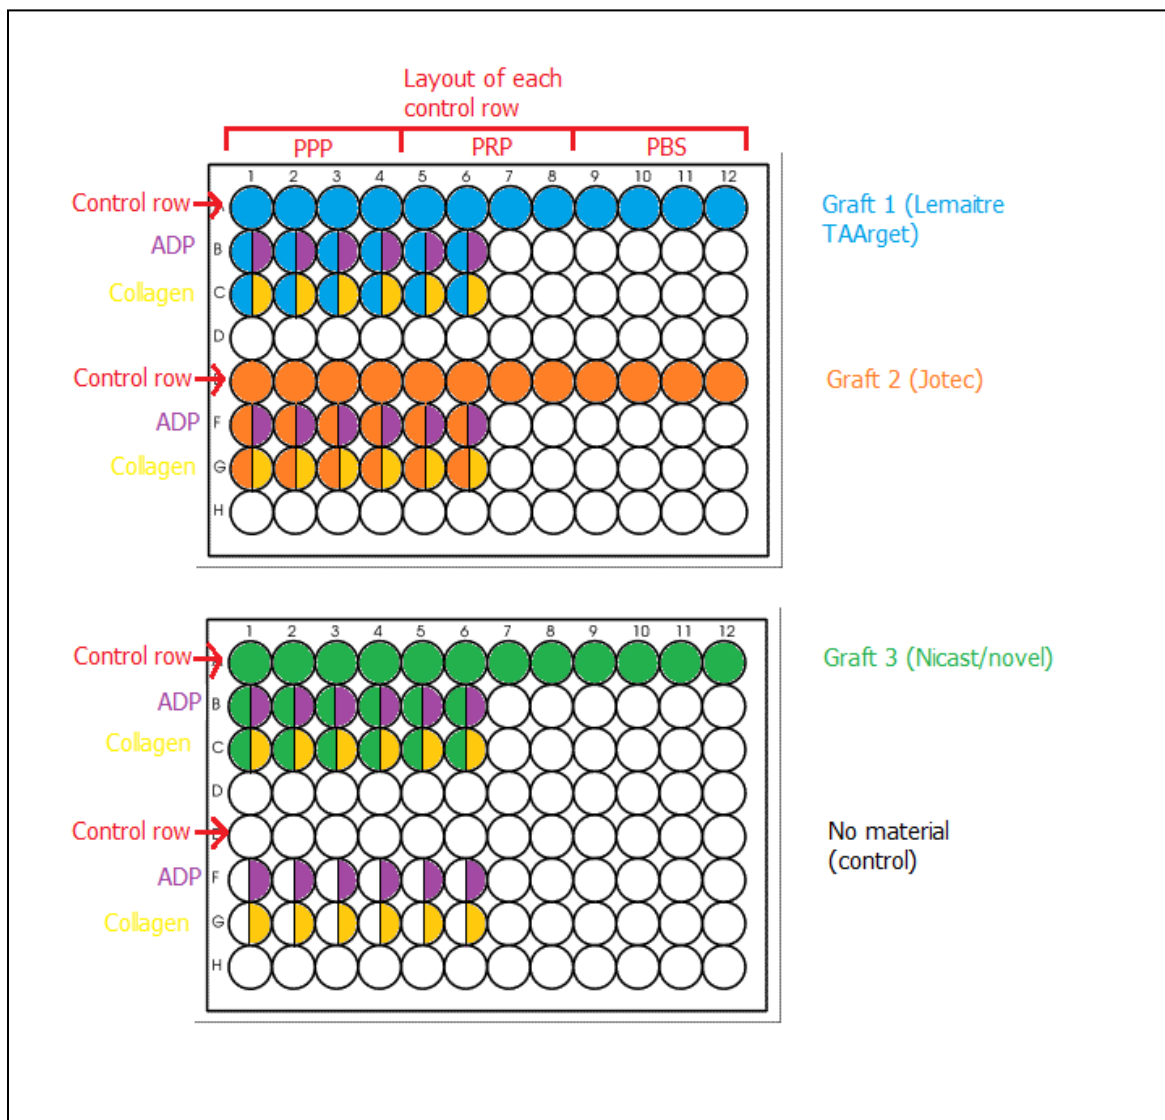 Layout of each
control row
PPP PRP PBS
1 2 3 4 5 6 7 8 9 10 11 12
Control row
Graft 1 (Lemaitre
TAArget)
ADP B
Collagen C
D
Control row
Graft 2 (Jotec)
ADP F
Collagen G
H
1 2 3 4 5 6 7 8 9 10 11 12
Control row
Graft 3 (Nicast/novel)
ADP B
Collagen C
D
Control row
No material
(control)
ADP F
Collagen G
H